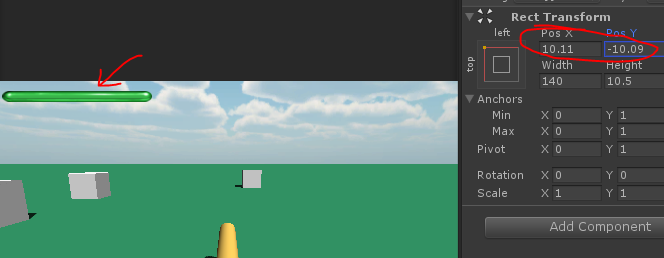 Rect Transform
left Pos X Pos Y
top 10.11 -10.09
Width Height
140 10.5
Anchors
Min X 0 Y 1
Max X 0 Y 1
Pivot X 0 Y 1
Rotation X 0 Y 0
Scale X 1 Y 1
Add Component